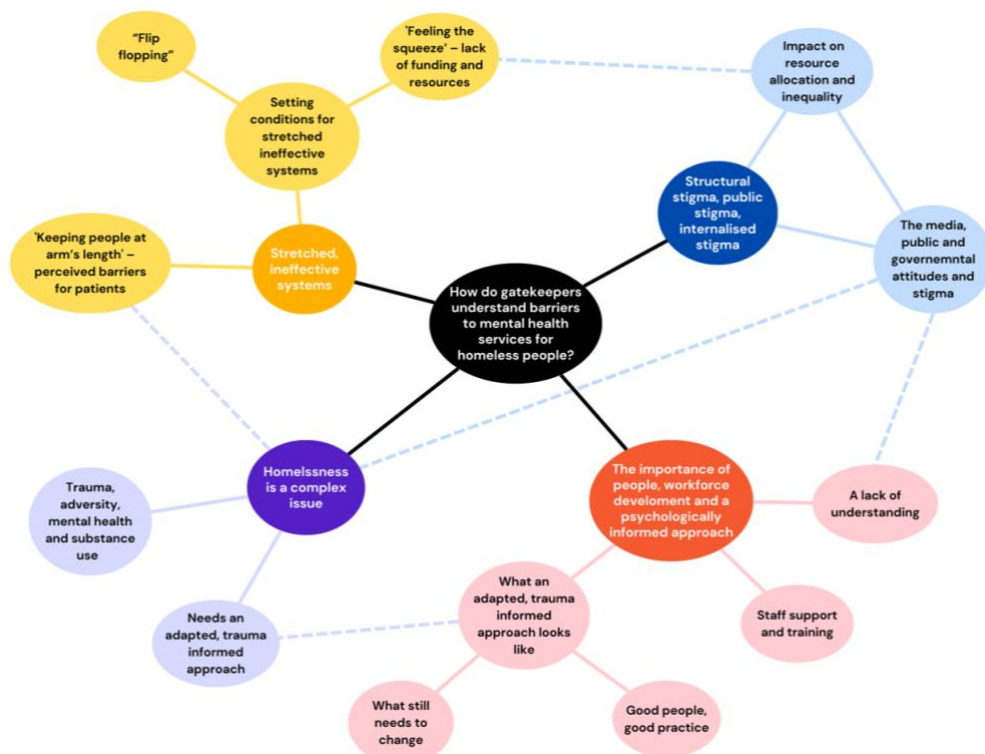 “Flip
flopping”
'Feeling the
squeeze’ – lack
of funding and
resources
Impact on
resource
allocation and
inequality
Setting
conditions for
stretched
ineffective
systems
Structural
stigma, public
stigma,
internalised
stigma
'Keeping people at
arm’s length' –
perceived barriers
for patients
Stretched,
ineffective
systems
The media,
public and
governemntal
attitudes and
stigma
How do gatekeepers
understand barriers
to mental health
services for
homeless people?
Homelssness
is a complex
issue
The importance of
people, workforce
develoment and a
psychologically
informed approach
A lack of
understanding
Trauma,
adversity,
mental health
and substance
use
What an
adapted, trauma
informed
approach looks
like
Staff support
and training
Needs an
adapted, trauma
informed
approach
What still
needs to
change
Good people,
good practice